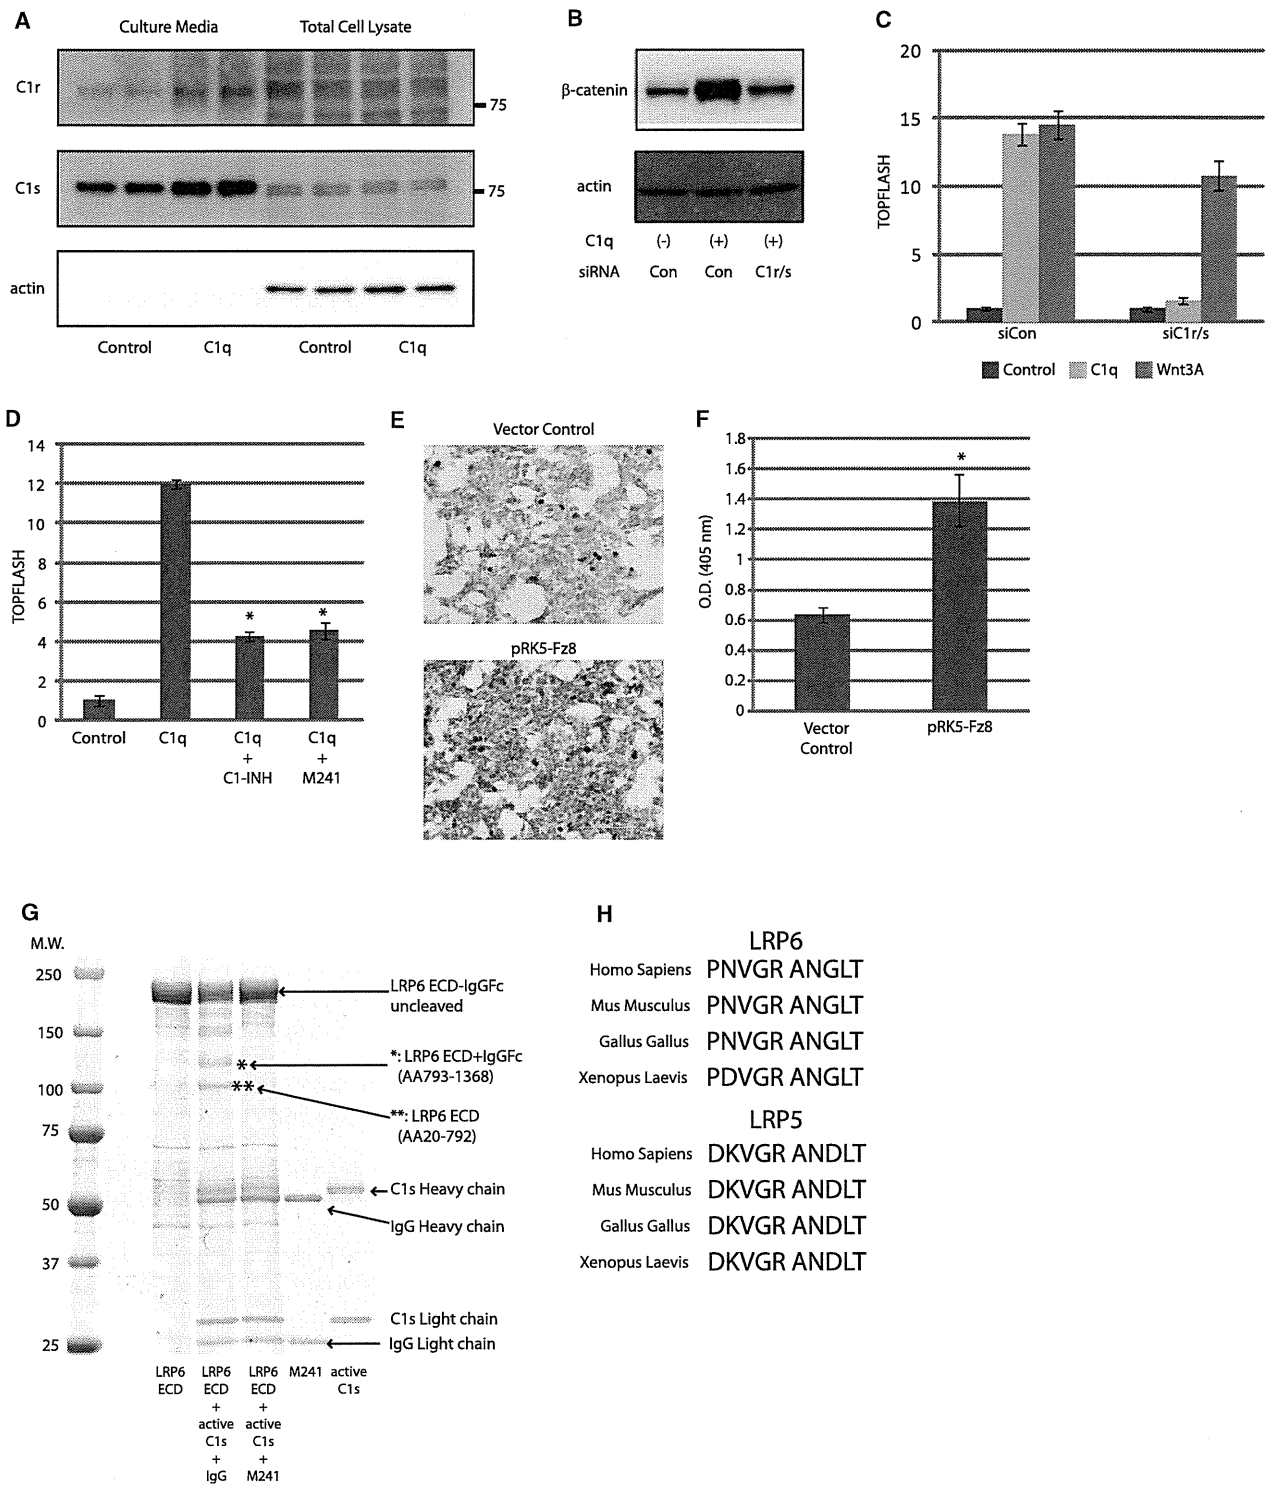 A
Culture Media
Total Cell Lysate
C1r
75
C1s
75
actin
Control
C1q
Control
C1q
B
β-catenin
actin
C1q
(-)
(+)
(+)
siRNA
Con
Con
C1r/s
C
TOPFLASH
20
15
10
5
0
siCon
siC1r/s
Control
C1q
Wnt3A
D
TOPFLASH
14
12
10
8
6
4
2
0
*
*
Control
C1q
C1q
+
C1-INH
C1q
+
M241
E
Vector Control
pRK5-Fz8
F
O.D. (405 nm)
1.8
1.6
1.4
1.2
1
0.8
0.6
0.4
0.2
0
*
Vector
Control
pRK5-Fz8
G
M.W.
250
150
100
75
50
37
25
LRP6 ECD-IgGFc
uncleaved
*
*: LRP6 ECD+IgGFc
(AA793-1368)
**
**: LRP6 ECD
(AA20-792)
C1s Heavy chain
IgG Heavy chain
C1s Light chain
IgG Light chain
LRP6
ECD
LRP6
ECD
+
active
C1s
+
IgG
LRP6
ECD
+
active
C1s
+
M241
M241
active
C1s
H
LRP6
Homo Sapiens PNVGR ANGLT
Mus Musculus PNVGR ANGLT
Gallus Gallus PNVGR ANGLT
Xenopus Laevis PDVGR ANGLT
LRP5
Homo Sapiens DKVGR ANDLT
Mus Musculus DKVGR ANDLT
Gallus Gallus DKVGR ANDLT
Xenopus Laevis DKVGR ANDLT